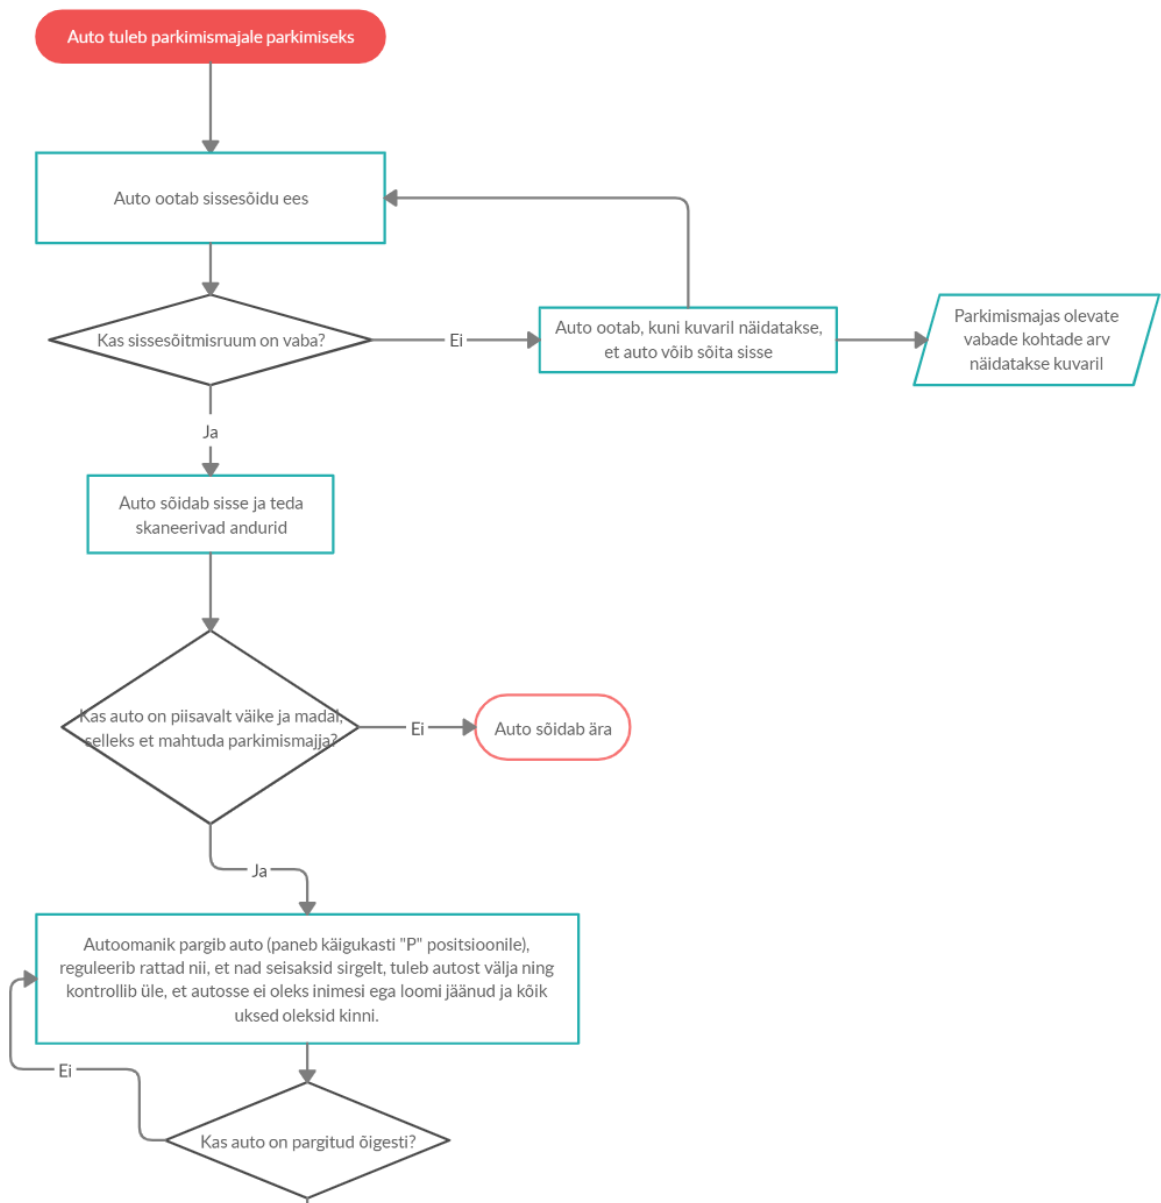 Auto tuleb parkimismajale parkimiseks
Auto ootab sissesõidu ees
Kas sissesõitmisruum on vaba?
Ei
Auto ootab, kuni kuvaril näidatakse,
et auto võib sõita sisse
Parkimismajas olevate
vabade kohtade arv
näidatakse kuvaril
Ja
Auto sõidab sisse ja teda
skaneerivad andurid
Kas auto on piisavalt väike ja madal,
selleks et mahtuda parkimismajja?
Ei
Auto sõidab ära
Ja
Autoomanik pargib auto (paneb käigukasti "P" positsioonile),
reguleerib rattad nii, et nad seisaksid sirgelt, tuleb autost välja ning
kontrollib üle, et autosse ei oleks inimesi ega loomi jäänud ja kõik
uksed oleksid kinni.
Ei
Kas auto on pargitud õigesti?